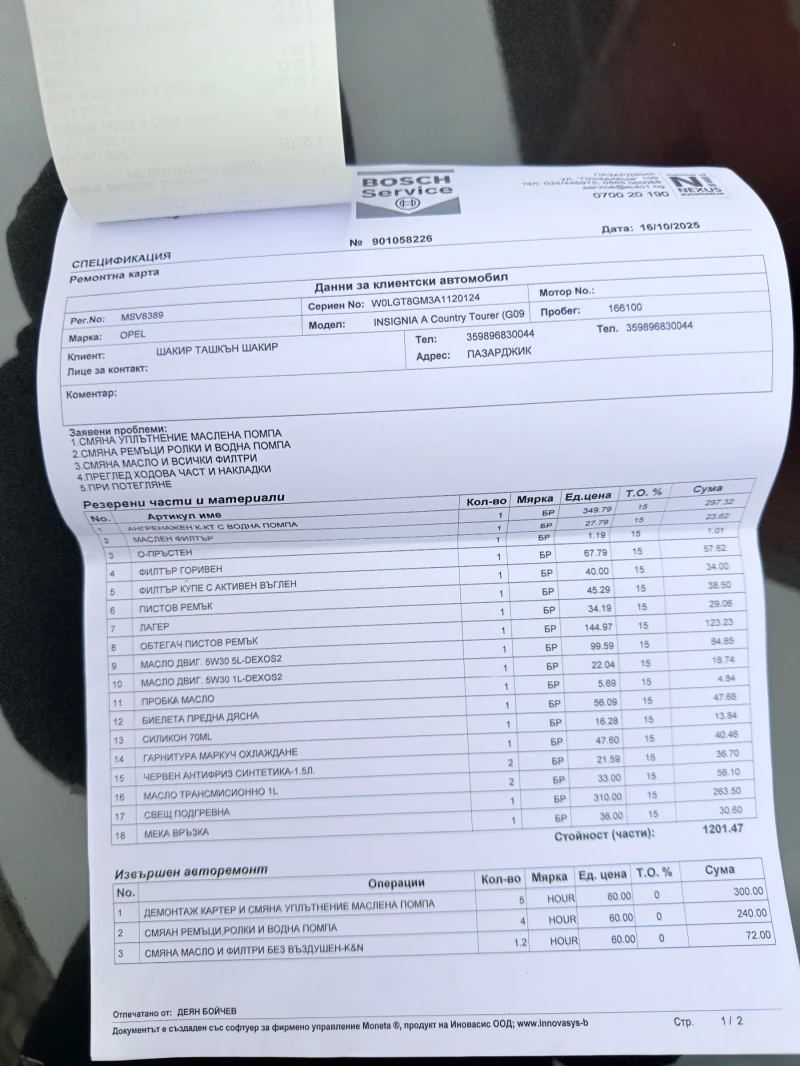 BOSCH
Service
ПАЗАРДЖИК
0700 20 190
NEXUS
№ 901058226
Дата: 16/10/2025
СПЕЦИФИКАЦИЯ
Ремонтна карта
Данни за клиентски автомобил
Рег.No: MSV8389 Сериен No: W0LGT8GM3A1120124 Мотор No.:
Марка: OPEL Модел: INSIGNIA A Country Tourer (G09 Пробег: 166100
Клиент: ШАКИР ТАШКЪН ШАКИР Тел: 359896830044 Тел. 359896830044
Лице за контакт: Адрес: ПАЗАРДЖИК
Коментар:
Заявени проблеми:
1.СМЯНА УПЛЪТНЕНИЕ МАСЛЕНА ПОМПА
2.СМЯНА РЕМЪЦИ РОЛКИ И ВОДНА ПОМПА
3.СМЯНА МАСЛО И ВСИЧКИ ФИЛТРИ
4.ПРЕГЛЕД ХОДОВА ЧАСТ И НАКЛАДКИ
5.ПРИ ПОТЕГЛЯНЕ
Резервни части и материали
No. Артикул име Кол-во Мярка Ед.цена Т.О. % Сума
1 АНГРЕНАЖЕН К-КТ С ВОДНА ПОМПА 1 БР 349.79 15 297.32
2 МАСЛЕН ФИЛТЪР 1 БР 27.79 15 23.62
3 О-ПРЪСТЕН 1 БР 1.19 15 1.01
4 ФИЛТЪР ГОРИВЕН 1 БР 67.79 15 57.62
5 ФИЛТЪР КУПЕ С АКТИВЕН ВЪГЛЕН 1 БР 40.00 15 34.00
6 ПИСТОВ РЕМЪК 1 БР 45.29 15 38.50
7 ЛАГЕР 1 БР 34.19 15 29.06
8 ОБТЕГАЧ ПИСТОВ РЕМЪК 1 БР 144.97 15 123.23
9 МАСЛО ДВИГ. 5W30 5L-DEXOS2 1 БР 99.59 15 84.65
10 МАСЛО ДВИГ. 5W30 1L-DEXOS2 1 БР 22.04 15 18.74
11 ПРОБКА МАСЛО 1 БР 5.69 15 4.84
12 БИЕЛЕТА ПРЕДНА ДЯСНА 1 БР 56.09 15 47.68
13 СИЛИКОН 70ML 1 БР 16.28 15 13.84
14 ГАРНИТУРА МАРКУЧ ОХЛАЖДАНЕ 1 БР 47.60 15 40.46
15 ЧЕРВЕН АНТИФРИЗ СИНТЕТИКА-1.5Л. 2 БР 21.59 15 36.70
16 МАСЛО ТРАНСМИСИОННО 1L 2 БР 33.00 15 56.10
17 СВЕЩ ПОДГРЕВНА 1 БР 310.00 15 263.50
18 МЕКА ВРЪЗКА 1 БР 36.00 15 30.60
Стойност (части): 1201.47
Извършен авторемонт
No. Операции Кол-во Мярка Ед. цена Т.О. % Сума
1 ДЕМОНТАЖ КАРТЕР И СМЯНА УПЛЪТНЕНИЕ МАСЛЕНА ПОМПА 5 HOUR 60.00 0 300.00
2 СМЯАН РЕМЪЦИ,РОЛКИ И ВОДНА ПОМПА 4 HOUR 60.00 0 240.00
3 СМЯНА МАСЛО И ФИЛТРИ БЕЗ ВЪЗДУШЕН-K&N 1.2 HOUR 60.00 0 72.00
Отпечатано от: ДЕЯН БОЙЧЕВ
Документът е създаден със софтуер за фирмено управление Moneta ®, продукт на Иновасис ООД; www.innovasys-b Стр. 1 / 2